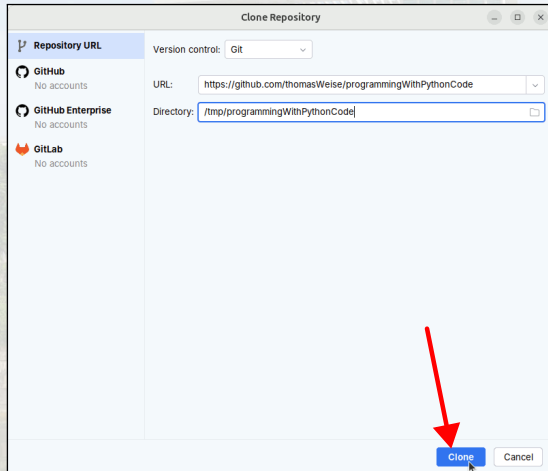 Clone Repository
Repository URL
GitHub
No accounts
GitHub Enterprise
No accounts
GitLab
No accounts
Version control: Git
URL: https://github.com/thomasWeise/programmingWithPythonCode
Directory: /tmp/programmingWithPythonCode
Clone Cancel